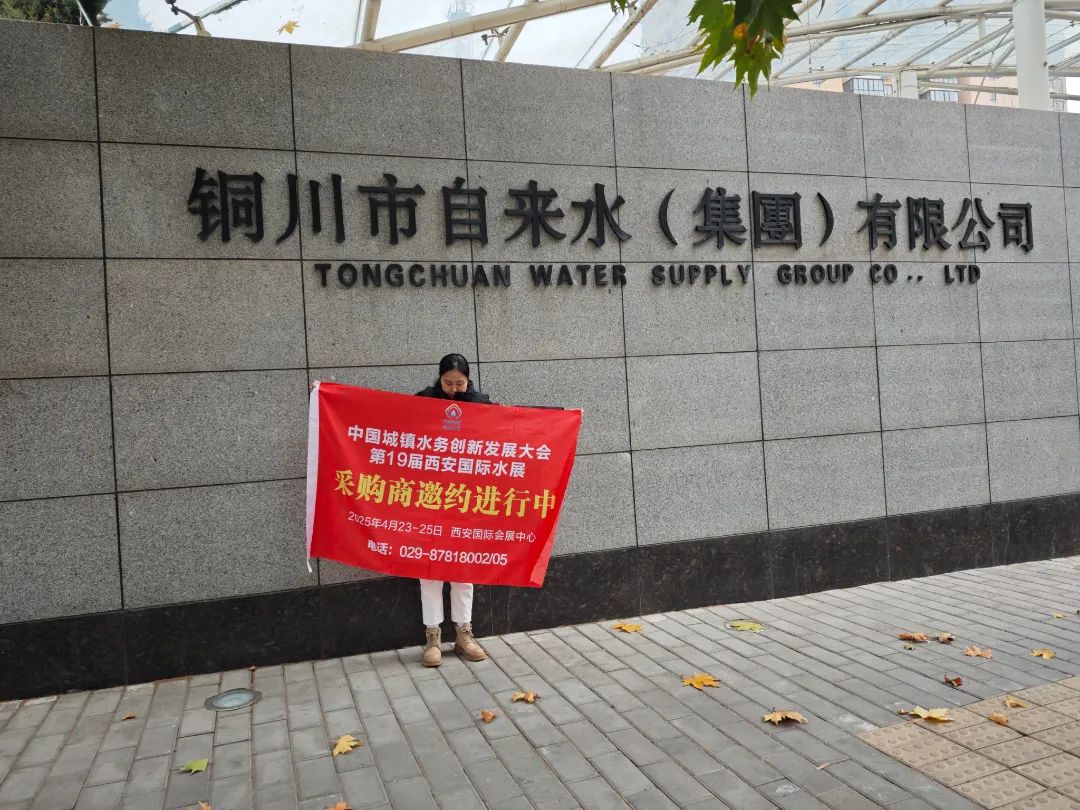 铜川市自来水（集團）有限公司
TONGCHUAN WATER SUPPLY GROUP CO.. LTD
中国城镇水务创新发展大会
第19届西安国际水展
采购商邀约进行中
2025年4月23-25日 西安国际会展中心
电话：029-87818002/05